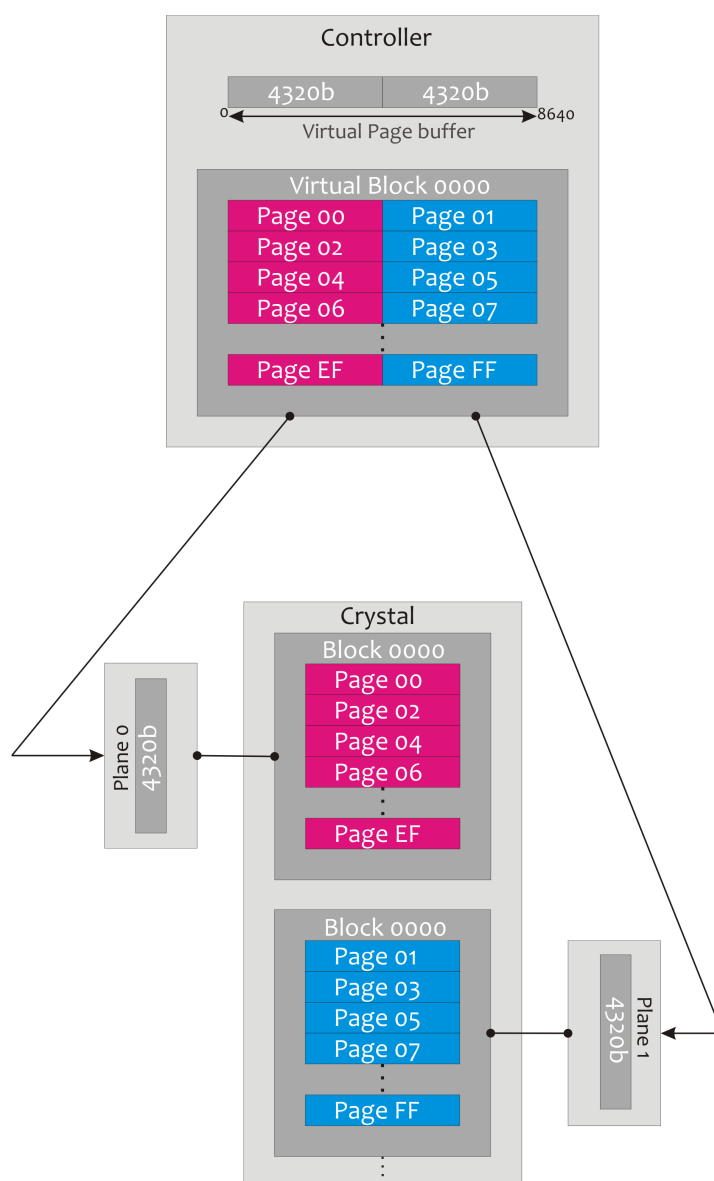 Controller
4320b 4320b
0 8640
Virtual Page buffer
Virtual Block 0000
Page 00 Page 01
Page 02 Page 03
Page 04 Page 05
Page 06 Page 07
Page EF Page FF
Crystal
Block 0000
Page 00
Page 02
Page 04
Page 06
Page EF
Plane 0
4320b
Block 0000
Page 01
Page 03
Page 05
Page 07
Page FF
Plane 1
4320b